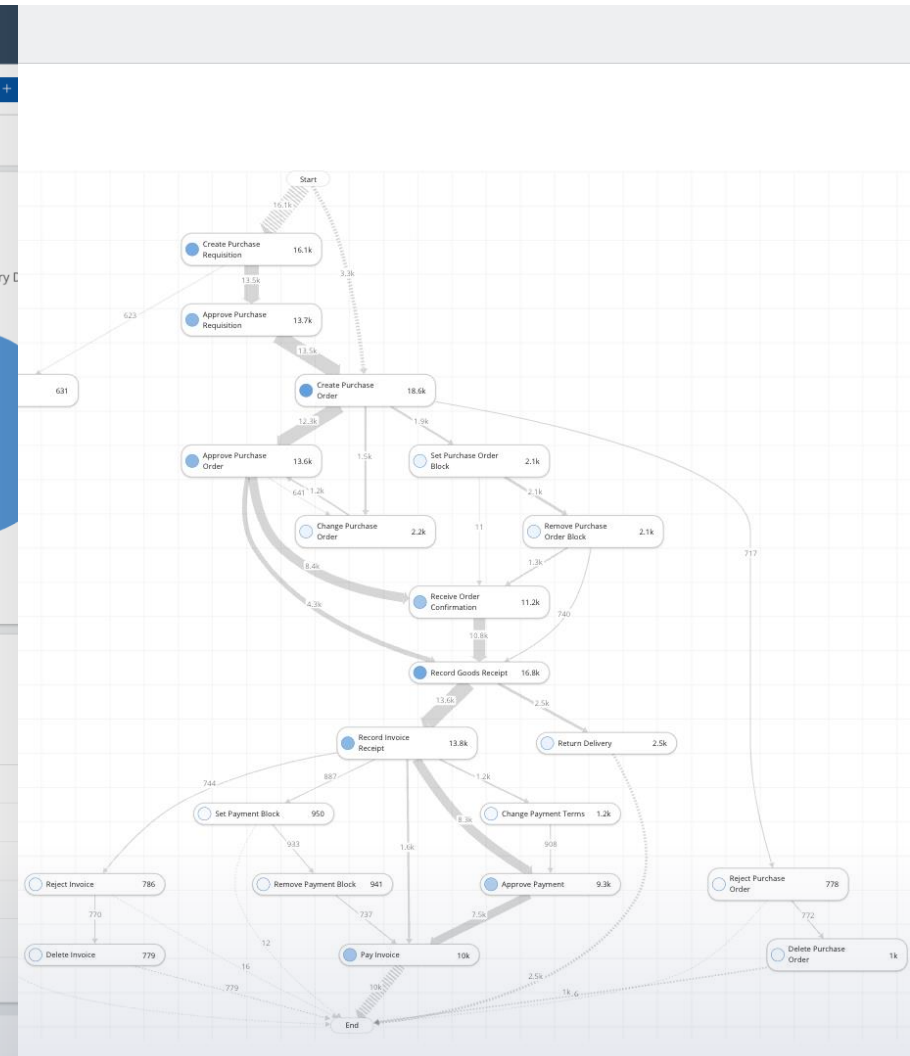 +
Start
16.1k
Create Purchase
Requisition
16.1k
ry D
3.3k
13.5k
623
Approve Purchase
Requisition
13.7k
13.5k
631
Create Purchase
Order
18.6k
12.3k
1.9k
1.5k
Approve Purchase
Order
13.6k
Set Purchase Order
Block
2.1k
641
1.2k
2.1k
Change Purchase
Order
2.2k
11
Remove Purchase
Order Block
2.1k
717
8.4k
1.3k
Receive Order
Confirmation
11.2k
4.3k
740
10.8k
Record Goods Receipt
16.8k
13.6k
2.5k
Record Invoice
Receipt
13.8k
Return Delivery
2.5k
744
887
1.2k
Set Payment Block
950
8.3k
Change Payment Terms
1.2k
933
1.6k
908
Reject Invoice
786
Remove Payment Block
941
Approve Payment
9.3k
Reject Purchase
Order
778
770
737
7.5k
772
12
Delete Invoice
779
Pay Invoice
10k
Delete Purchase
Order
1k
16
2.5k
779
10k
1k
6
End